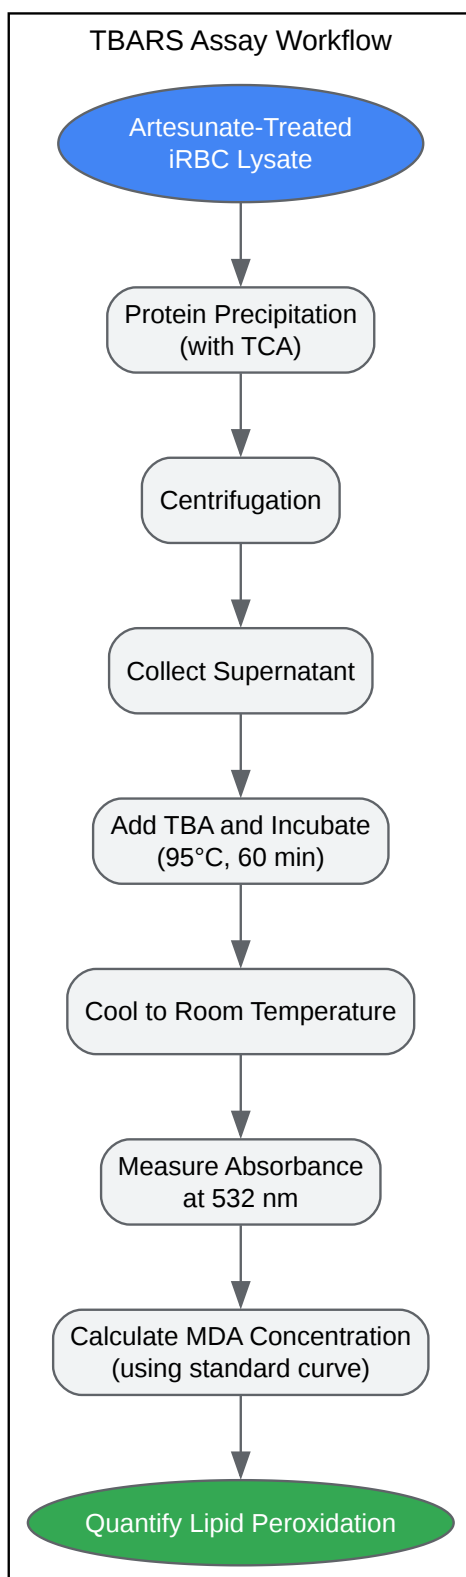 TBARS Assay Workflow
Artesunate-Treated
iRBC Lysate
Protein Precipitation
(with TCA)
Centrifugation
Collect Supernatant
Add TBA and Incubate
(95°C, 60 min)
Cool to Room Temperature
Measure Absorbance
at 532 nm
Calculate MDA Concentration
(using standard curve)
Quantify Lipid Peroxidation